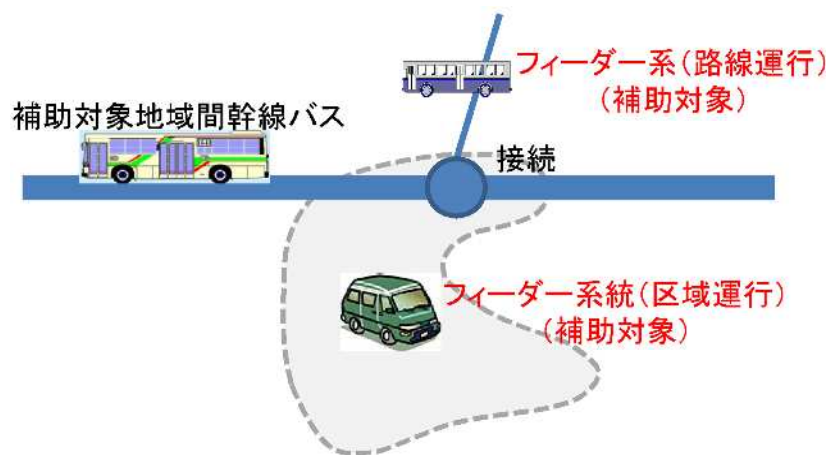 フィーダー系(路線運行)
(補助対象)
補助対象地域間幹線バス
接続
フィーダー系統(区域運行)
(補助対象)